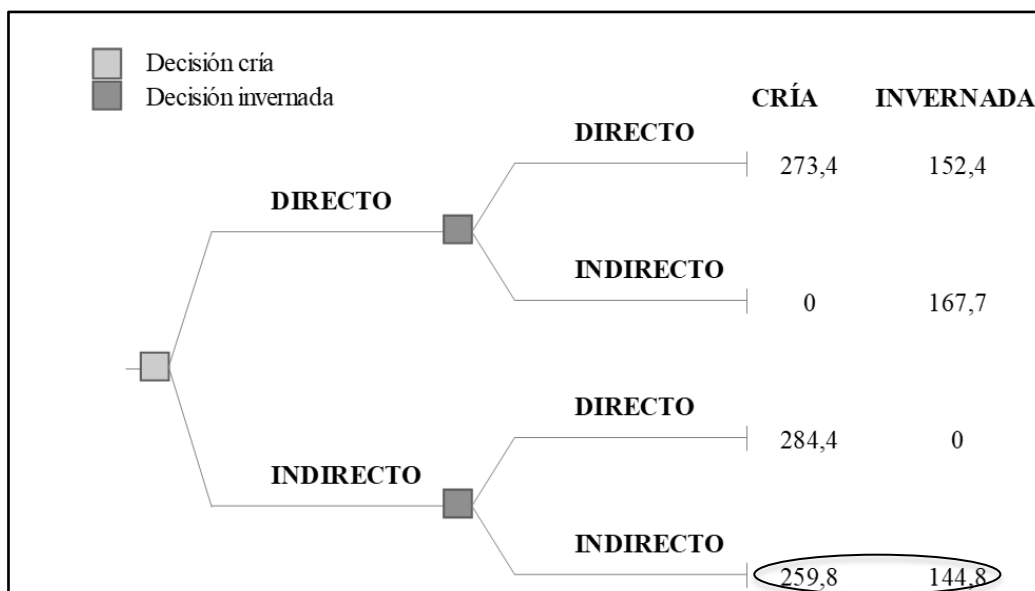 Decisión cría
Decisión invernada
CRÍA INVERNADA
DIRECTO
273,4 152,4
DIRECTO
INDIRECTO
0 167,7
DIRECTO
284,4 0
INDIRECTO
INDIRECTO
259,8 144,8